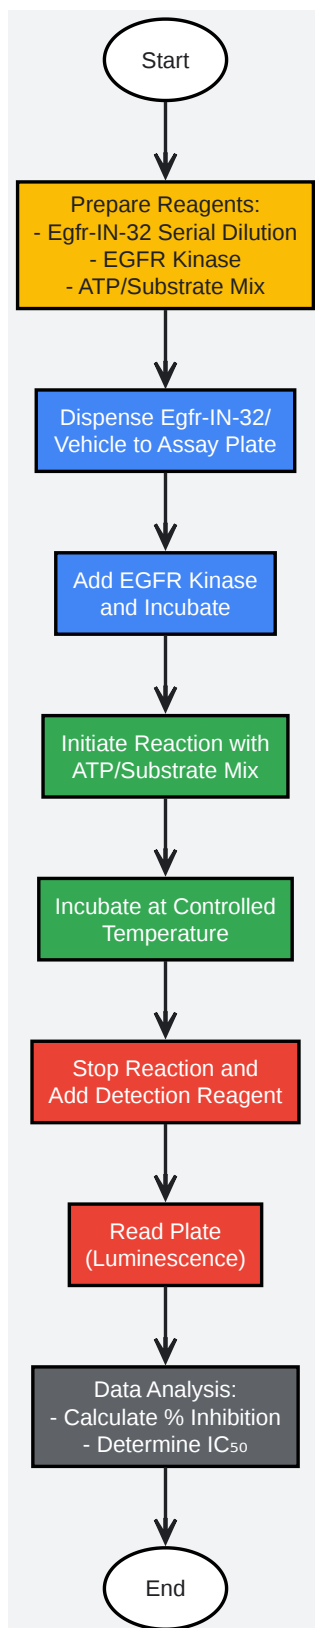 Start
Prepare Reagents:
- Egfr-IN-32 Serial Dilution
- EGFR Kinase
- ATP/Substrate Mix
Dispense Egfr-IN-32/
Vehicle to Assay Plate
Add EGFR Kinase
and Incubate
Initiate Reaction with
ATP/Substrate Mix
Incubate at Controlled
Temperature
Stop Reaction and
Add Detection Reagent
Read Plate
(Luminescence)
Data Analysis:
- Calculate % Inhibition
- Determine IC₅₀
End